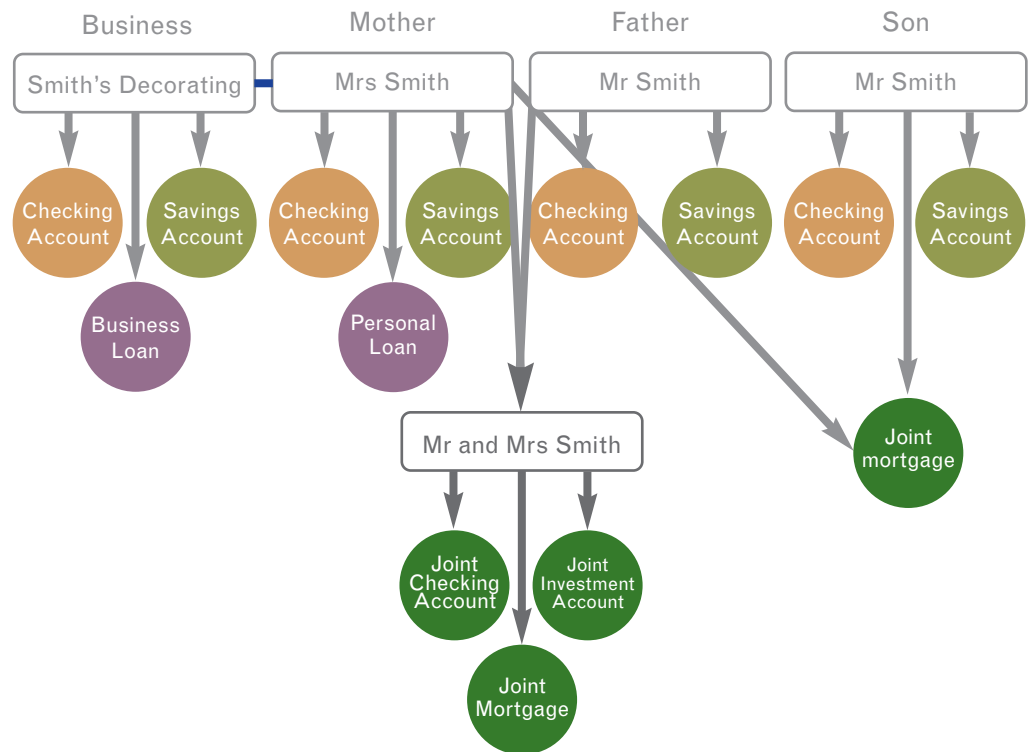 Business
Mother
Father
Son
Smith's Decorating
Mrs Smith
Mr Smith
Mr Smith
Checking
Account
Savings
Account
Checking
Account
Savings
Account
Checking
Account
Savings
Account
Checking
Account
Savings
Account
Business
Loan
Personal
Loan
Mr and Mrs Smith
Joint
mortgage
Joint
Checking
Account
Joint
Investment
Account
Joint
Mortgage